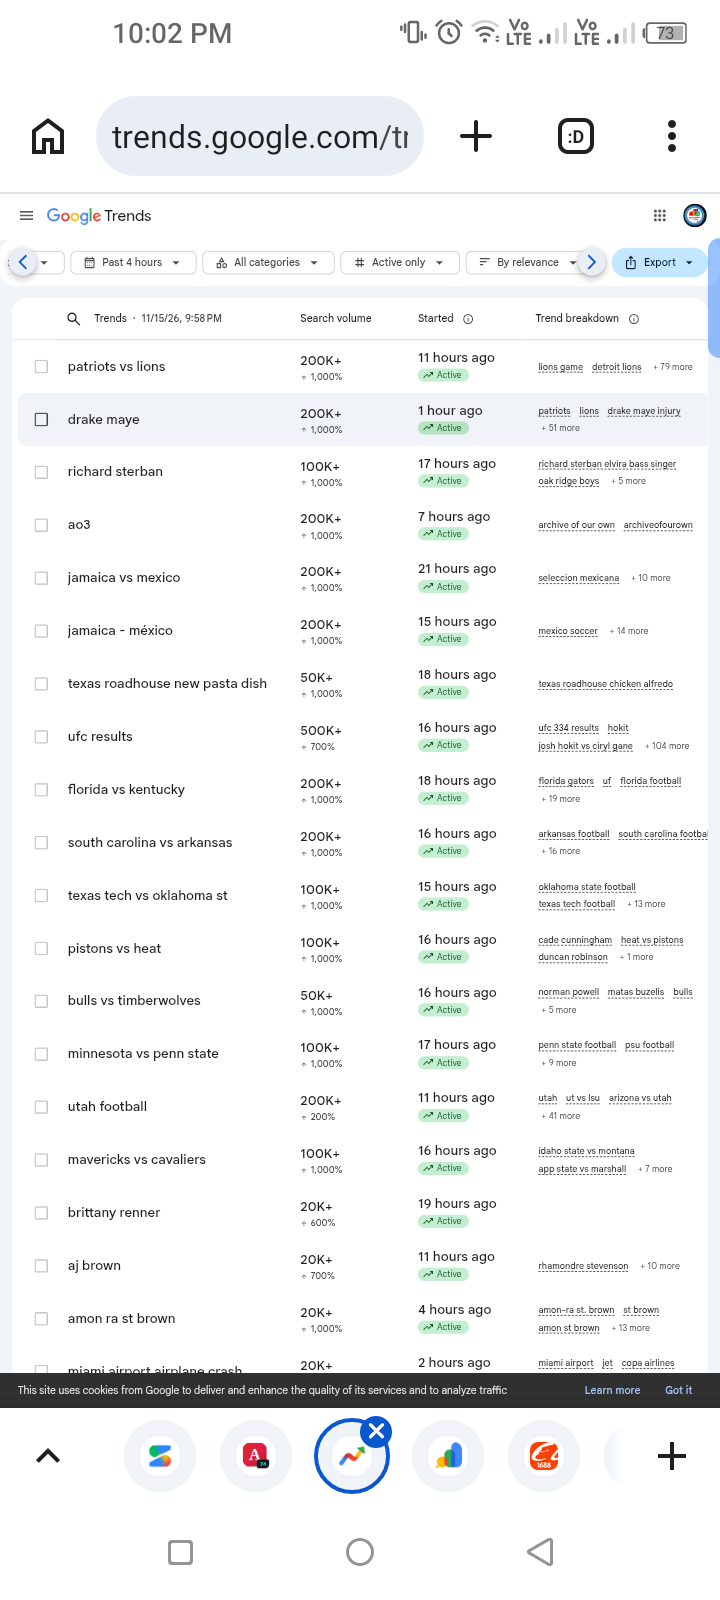 10:02 PM
Vo LTE
Vo LTE
73
trends.google.com/tr
:D
Google Trends
Past 4 hours
All categories
Active only
By relevance
Export
Trends · 11/15/26, 9:58 PM
Search volume
Started
Trend breakdown
patriots vs lions
200K+
1,000%
11 hours ago
Active
lions game detroit lions + 79 more
drake maye
200K+
1,000%
1 hour ago
Active
patriots lions drake maye injury
+ 51 more
richard sterban
100K+
1,000%
17 hours ago
Active
richard sterban elvira bass singer
oak ridge boys + 5 more
ao3
200K+
1,000%
7 hours ago
Active
archive of our own archiveofourown
jamaica vs mexico
200K+
1,000%
21 hours ago
Active
seleccion mexicana + 10 more
jamaica - méxico
200K+
1,000%
15 hours ago
Active
mexico soccer + 14 more
texas roadhouse new pasta dish
50K+
1,000%
18 hours ago
Active
texas roadhouse chicken alfredo
ufc results
500K+
700%
16 hours ago
Active
ufc 334 results hokit
josh hokit vs ciryl gane + 104 more
florida vs kentucky
200K+
1,000%
18 hours ago
Active
florida gators uf florida football
+ 19 more
south carolina vs arkansas
200K+
1,000%
16 hours ago
Active
arkansas football south carolina footbal
+ 16 more
texas tech vs oklahoma st
100K+
1,000%
15 hours ago
Active
oklahoma state football
texas tech football + 13 more
pistons vs heat
100K+
1,000%
16 hours ago
Active
cade cunningham heat vs pistons
duncan robinson + 1 more
bulls vs timberwolves
50K+
1,000%
16 hours ago
Active
norman powell matas buzelis bulls
+ 5 more
minnesota vs penn state
100K+
1,000%
17 hours ago
Active
penn state football psu football
+ 9 more
utah football
200K+
200%
11 hours ago
Active
utah ut vs lsu arizona vs utah
+ 41 more
mavericks vs cavaliers
100K+
1,000%
16 hours ago
Active
idaho state vs montana
app state vs marshall + 7 more
brittany renner
20K+
600%
19 hours ago
Active
aj brown
20K+
700%
11 hours ago
Active
rhamondre stevenson + 10 more
amon ra st brown
20K+
1,000%
4 hours ago
Active
amon-ra st. brown st brown
amon st brown + 13 more
miami airport airplane crash
20K+
2 hours ago
miami airport jet copa airlines
This site uses cookies from Google to deliver and enhance the quality of its services and to analyze traffic
Learn more
Got it
A
1688